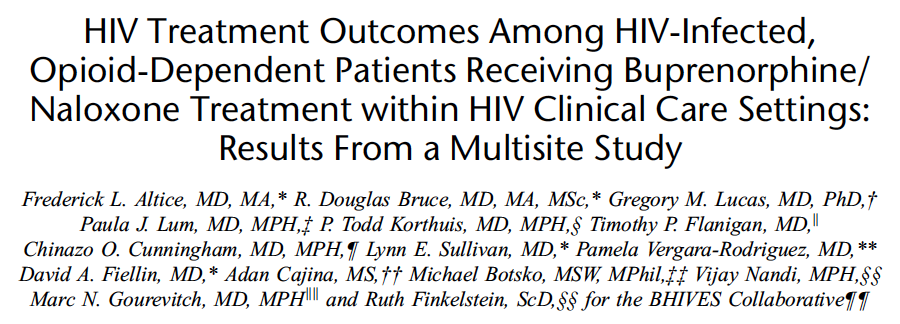 HIV Treatment Outcomes Among HIV-Infected,
Opioid-Dependent Patients Receiving Buprenorphine/
Naloxone Treatment within HIV Clinical Care Settings:
Results From a Multisite Study
Frederick L. Altice, MD, MA,* R. Douglas Bruce, MD, MA, MSc,* Gregory M. Lucas, MD, PhD,†
Paula J. Lum, MD, MPH,‡ P. Todd Korthuis, MD, MPH,§ Timothy P. Flanigan, MD,‖
Chinazo O. Cunningham, MD, MPH,¶ Lynn E. Sullivan, MD,* Pamela Vergara-Rodriguez, MD,**
David A. Fiellin, MD,* Adan Cajina, MS,†† Michael Botsko, MSW, MPhil,‡‡ Vijay Nandi, MPH,§§
Marc N. Gourevitch, MD, MPH‖‖ and Ruth Finkelstein, ScD,§§ for the BHIVES Collaborative¶¶